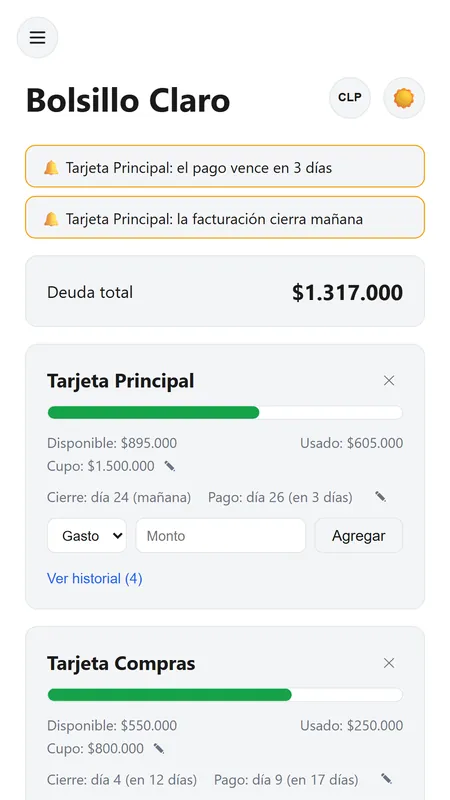 Bolsillo Claro
CLP
Tarjeta Principal: el pago vence en 3 días
Tarjeta Principal: la facturación cierra mañana
Deuda total $1.317.000
Tarjeta Principal
Disponible: $895.000 Usado: $605.000
Cupo: $1.500.000
Cierre: día 24 (mañana) Pago: día 26 (en 3 días)
Gasto Monto Agregar
Ver historial (4)
Tarjeta Compras
Disponible: $550.000 Usado: $250.000
Cupo: $800.000
Cierre: día 4 (en 12 días) Pago: día 9 (en 17 días)